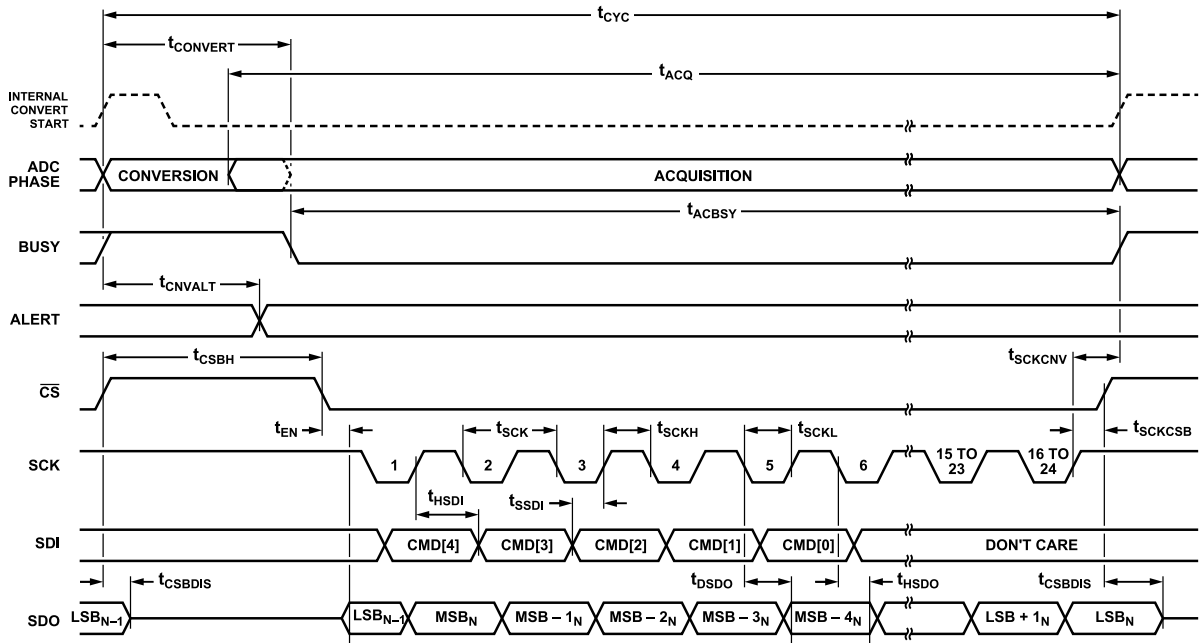 tCYC
tCONVERT
tACQ
INTERNAL
CONVERT
START
ADC
PHASE
CONVERSION
ACQUISITION
tACBSY
BUSY
tCNVALT
ALERT
tCSBH
tSCKCNV
CS
tEN
tSCK
tSCKH
tSCKL
tSCKCSB
SCK
1
2
3
4
5
6
15 TO
23
16 TO
24
tHSDI
tSSDI
SDI
CMD[4]
CMD[3]
CMD[2]
CMD[1]
CMD[0]
DON'T CARE
tCSBDIS
tDSDO
tHSDO
tCSBDIS
SDO
LSBN–1
LSBN–1
MSBN
MSB – 1N
MSB – 2N
MSB – 3N
MSB – 4N
LSB + 1N
LSBN